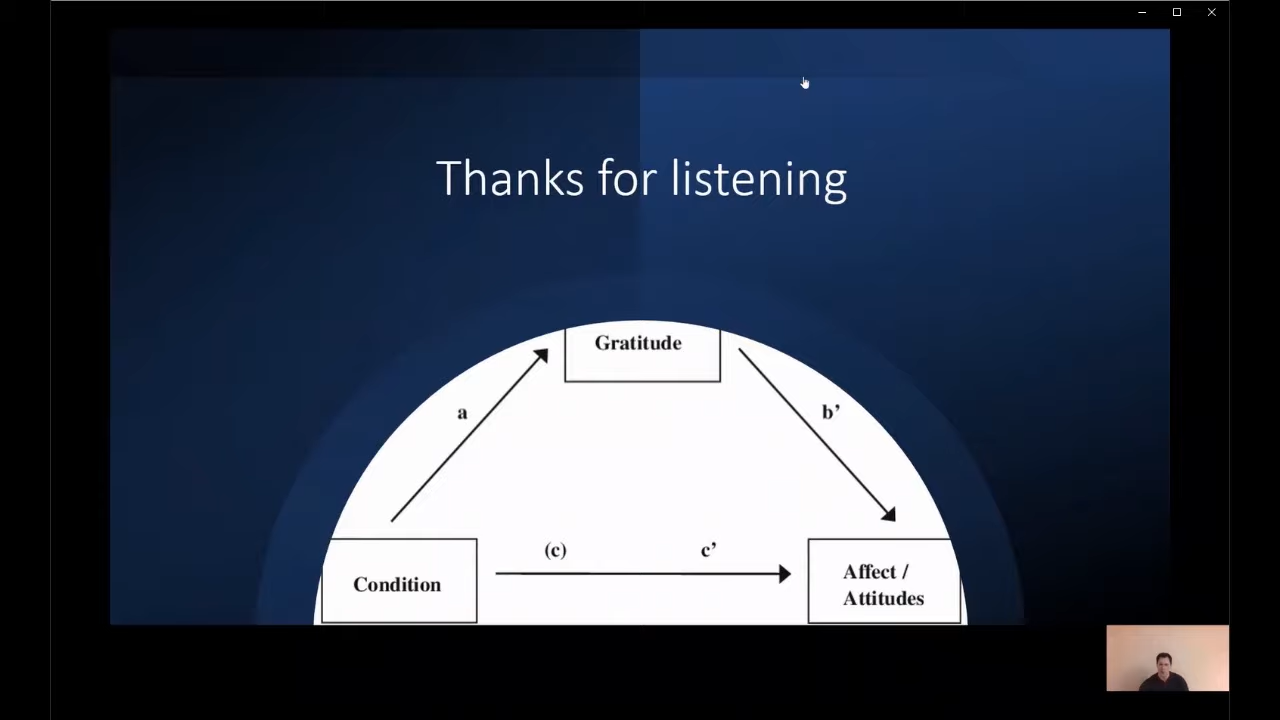 Thanks for listening
Gratitude
a
b’
(c)
c’
Condition
Affect /
Attitudes